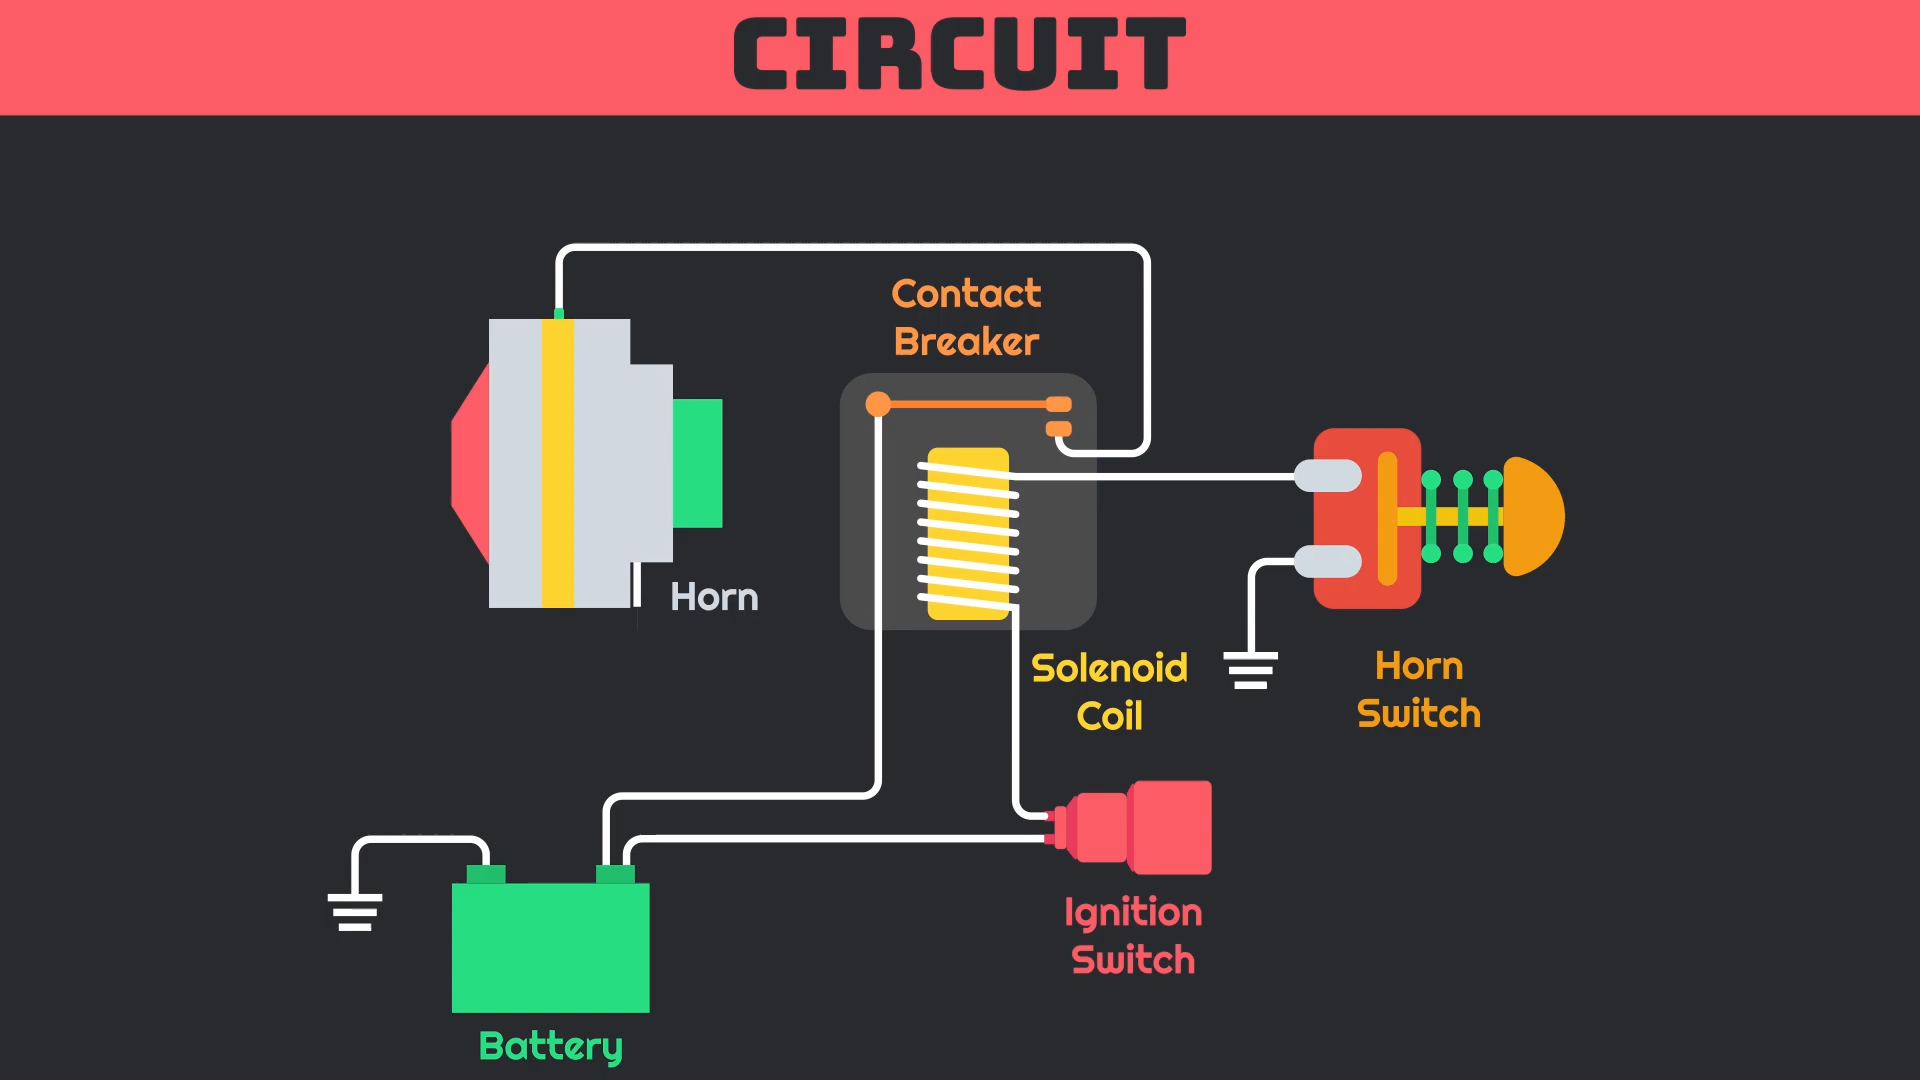 CIRCUIT
Contact
Breaker
Horn
Solenoid
Coil
Horn
Switch
Ignition
Switch
Battery